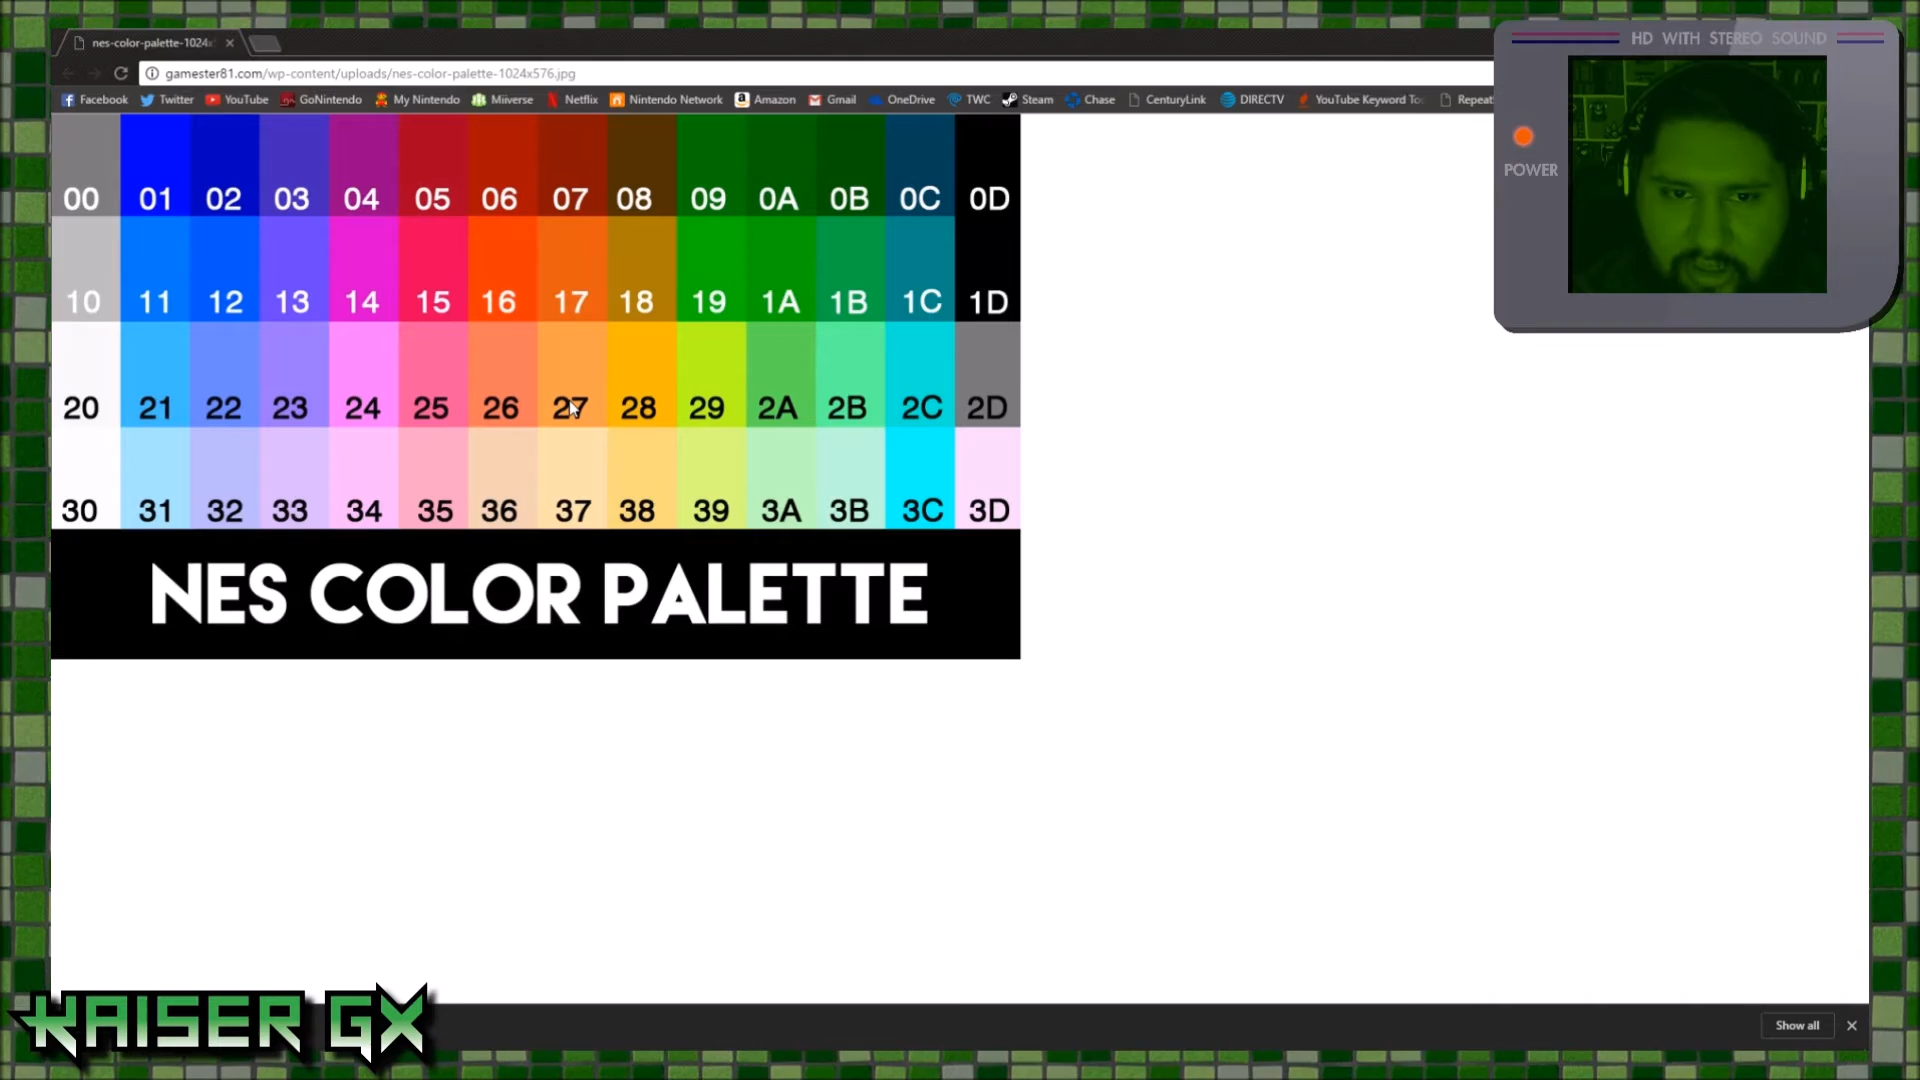 nes-color-palette-1024x
HD WITH STEREO SOUND
gamester81.com/wp-content/uploads/nes-color-palette-1024x576.jpg
Facebook Twitter YouTube GoNintendo My Nintendo Miiverse Netflix Nintendo Network Amazon Gmail OneDrive TWC Steam Chase CenturyLink DIRECTV YouTube Keyword To Repeat
POWER
00 01 02 03 04 05 06 07 08 09 0A 0B 0C 0D
10 11 12 13 14 15 16 17 18 19 1A 1B 1C 1D
20 21 22 23 24 25 26 27 28 29 2A 2B 2C 2D
30 31 32 33 34 35 36 37 38 39 3A 3B 3C 3D
NES COLOR PALETTE
KAISER GX
Show all